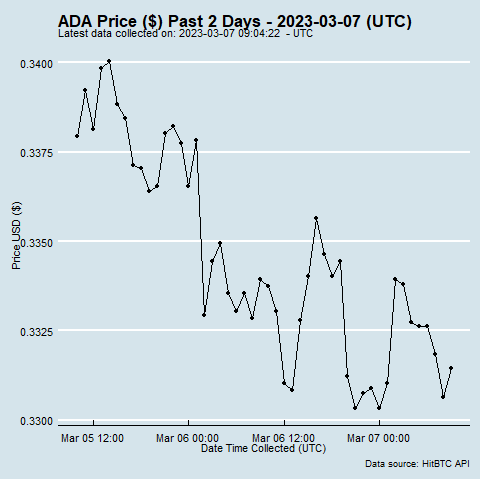 ADA Price ($) Past 2 Days - 2023-03-07 (UTC)
Latest data collected on: 2023-03-07 09:04:22 - UTC
0.3400
0.3375
0.3350
0.3325
0.3300
Price USD ($)
Mar 05 12:00 Mar 06 00:00 Mar 06 12:00 Mar 07 00:00
Date Time Collected (UTC)
Data source: HitBTC API